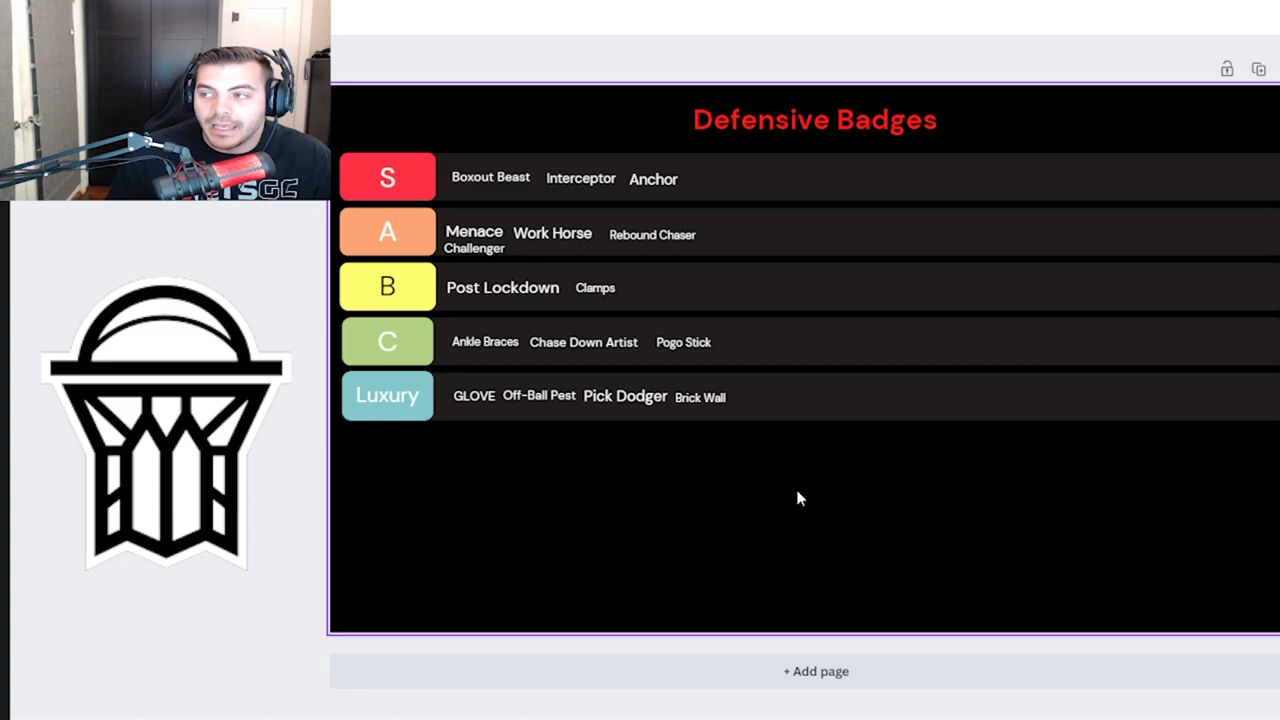 Defensive Badges
S Boxout Beast Interceptor Anchor
A Menace Work Horse Rebound Chaser
Challenger
B Post Lockdown Clamps
C Ankle Braces Chase Down Artist Pogo Stick
Luxury GLOVE Off-Ball Pest Pick Dodger Brick Wall
+ Add page